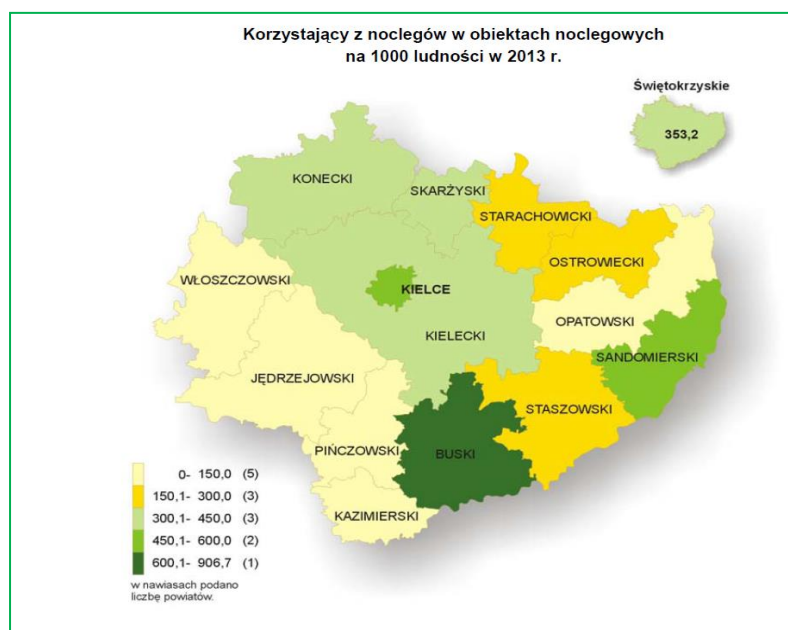 Korzystający z noclegów w obiektach noclegowych
na 1000 ludności w 2013 r.
Świętokrzyskie
353,2
KONECKI
SKARŻYSKI
STARACHOWICKI
OSTROWIECKI
WŁOSZCZOWSKI
KIELCE
OPATOWSKI
KIELECKI
SANDOMIERSKI
JĘDRZEJOWSKI
STASZOWSKI
PIŃCZOWSKI
BUSKI
KAZIMIERSKI
0- 150,0 (5)
150,1- 300,0 (3)
300,1- 450,0 (3)
450,1- 600,0 (2)
600,1- 906,7 (1)
w nawiasach podano
liczbę powiatów.